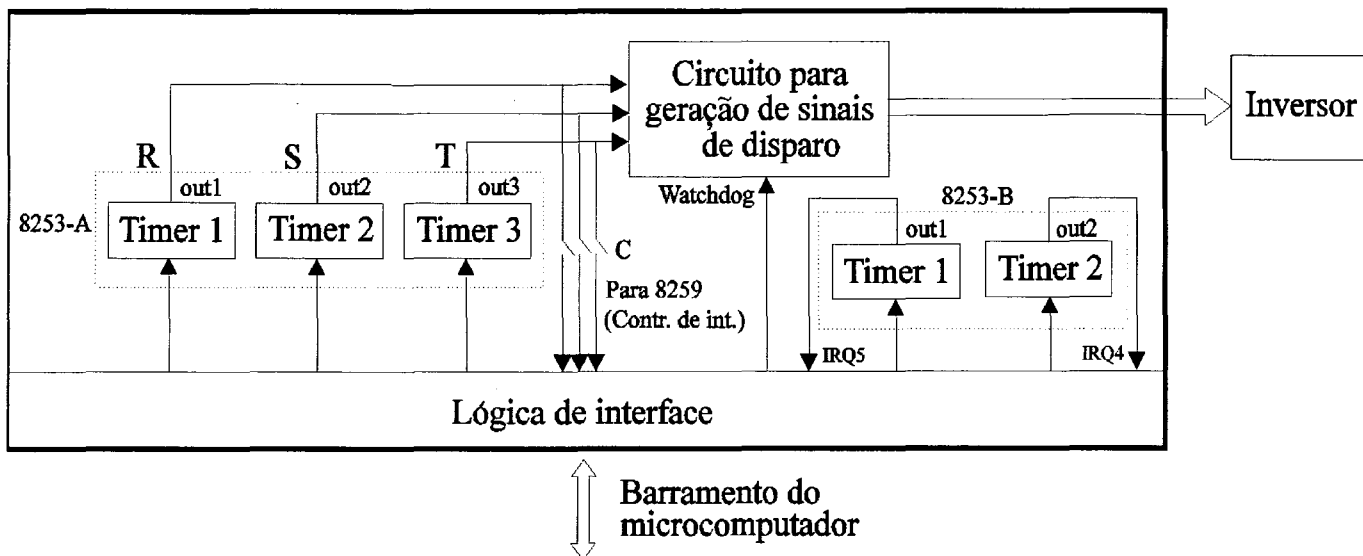 Circuito para
geração de sinais
de disparo
Inversor
R
S
T
out1
out2
out3
8253-A
Timer 1
Timer 2
Timer 3
C
Para 8259
(Contr. de int.)
Watchdog
8253-B
out1
out2
Timer 1
Timer 2
IRQ5
IRQ4
Lógica de interface
Barramento do
microcomputador